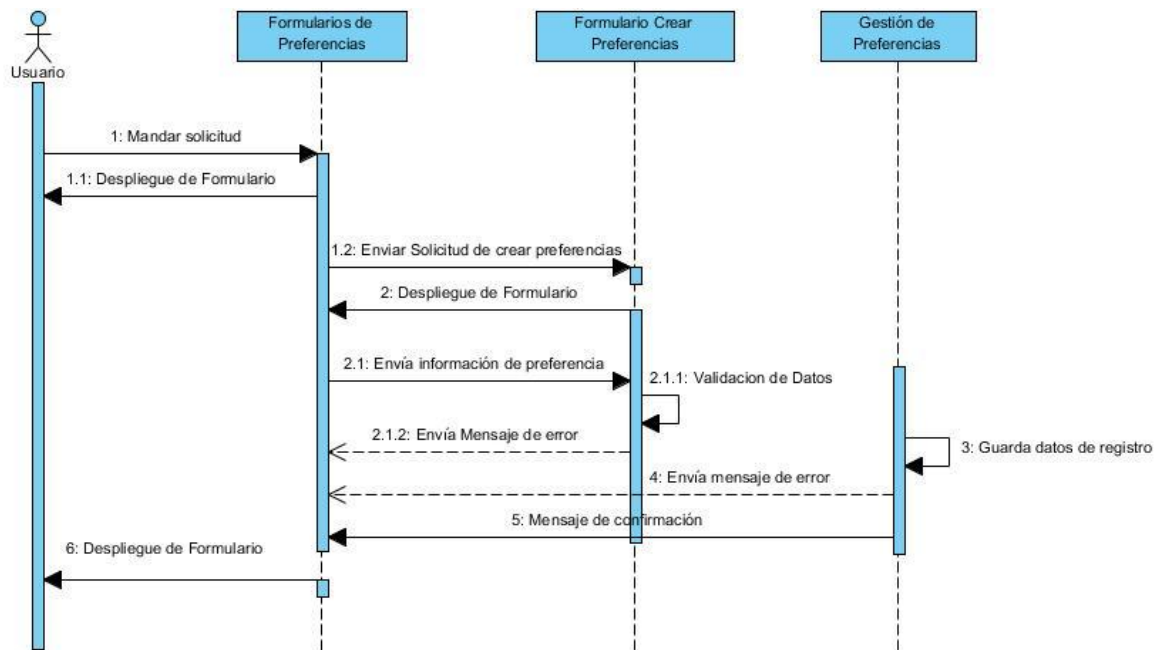 Formularios de
Preferencias
Formulario Crear
Preferencias
Gestión de
Preferencias
Usuario
1: Mandar solicitud
1.1: Despliegue de Formulario
1.2: Enviar Solicitud de crear preferencias
2: Despliegue de Formulario
2.1: Envía información de preferencia
2.1.1: Validacion de Datos
2.1.2: Envía Mensaje de error
3: Guarda datos de registro
4: Envía mensaje de error
5: Mensaje de confirmación
6: Despliegue de Formulario